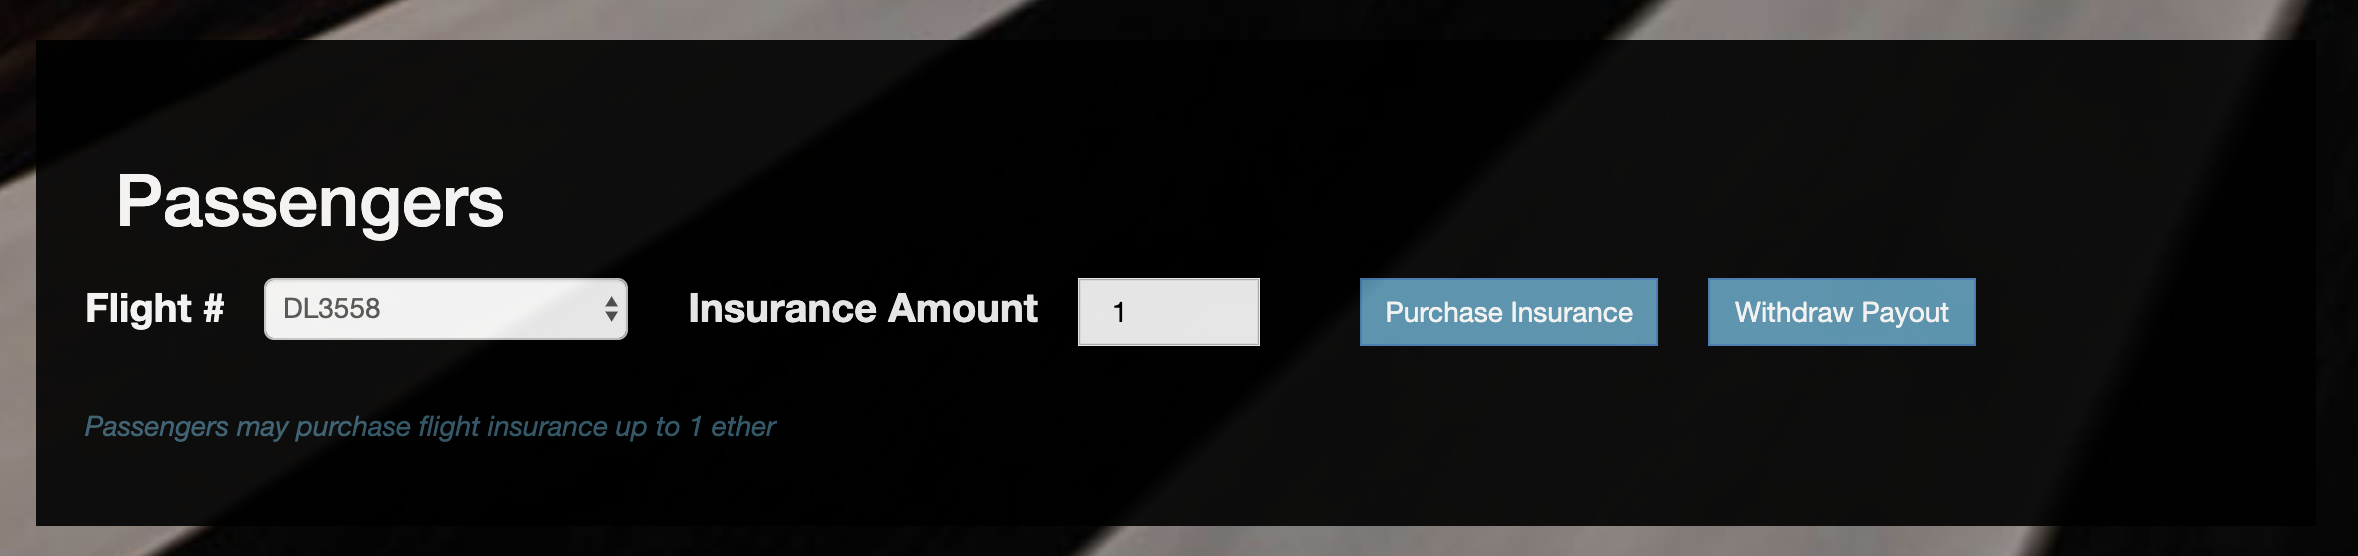 Passengers
Flight # DL3558 Insurance Amount 1 Purchase Insurance Withdraw Payout
Passengers may purchase flight insurance up to 1 ether